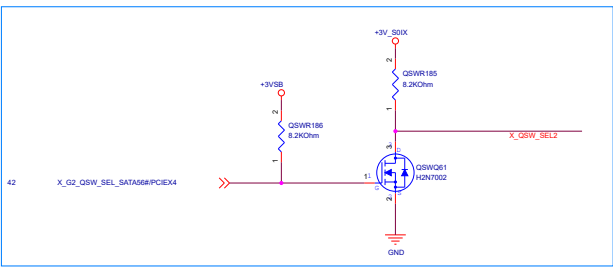 +3V_S0IX
2
QSWR185
8.2KOhm
1
+3VSB
2
QSWR186
8.2KOhm
1
X_QSW_SEL2
3
QSWQ61
H2N7002
42 X_G2_QSW_SEL_SATA56#/PCIEX4
1
2
GND